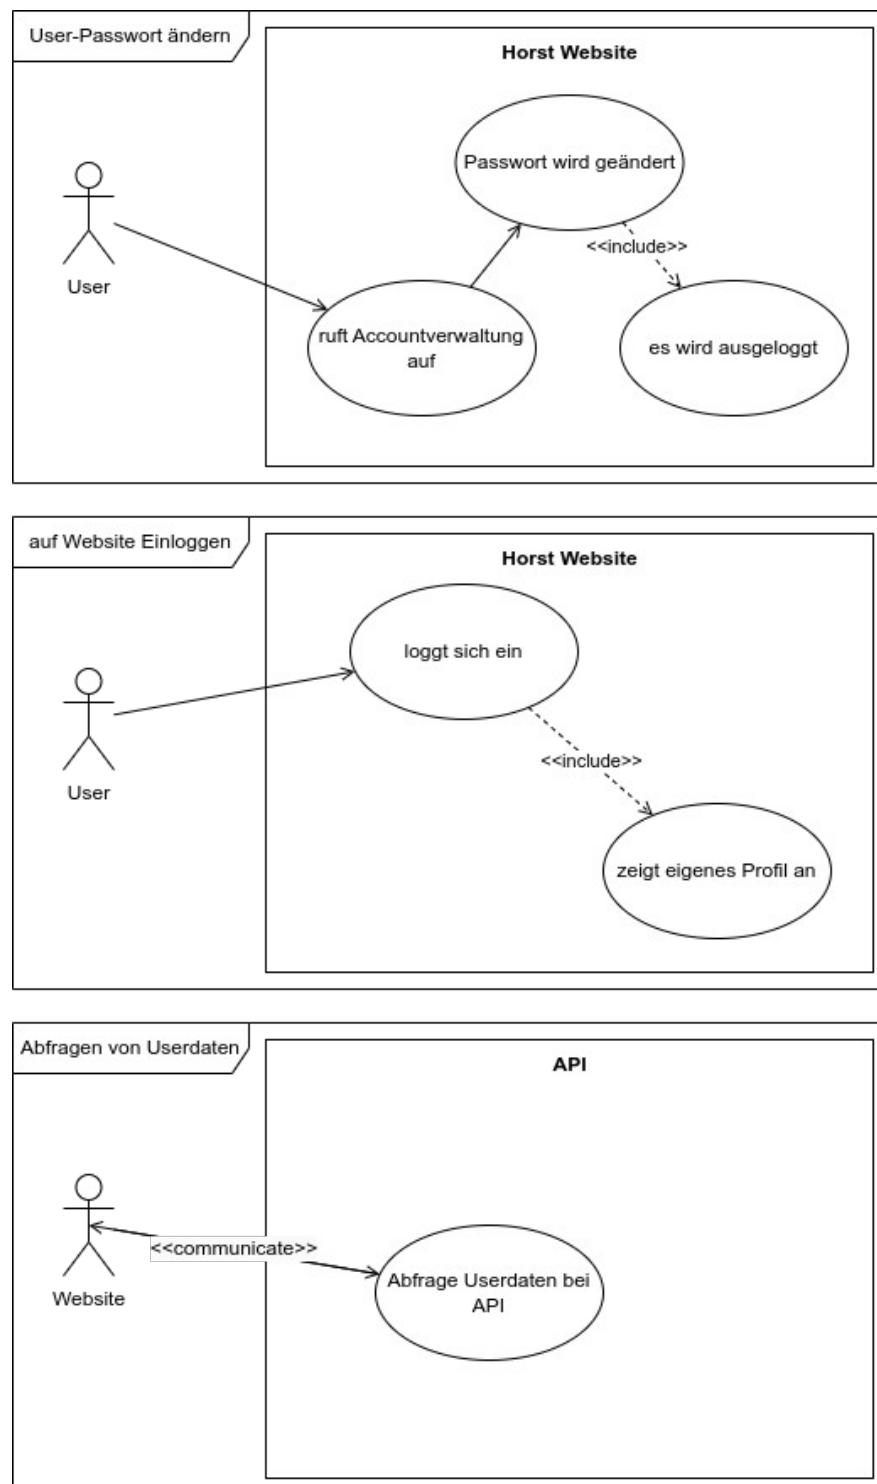 User-Passwort ändern
Horst Website
Passwort wird geändert
<<include>>
User
ruft Accountverwaltung
auf
es wird ausgeloggt
auf Website Einloggen
Horst Website
loggt sich ein
<<include>>
User
zeigt eigenes Profil an
Abfragen von Userdaten
API
<<communicate>>
Website
Abfrage Userdaten bei
API